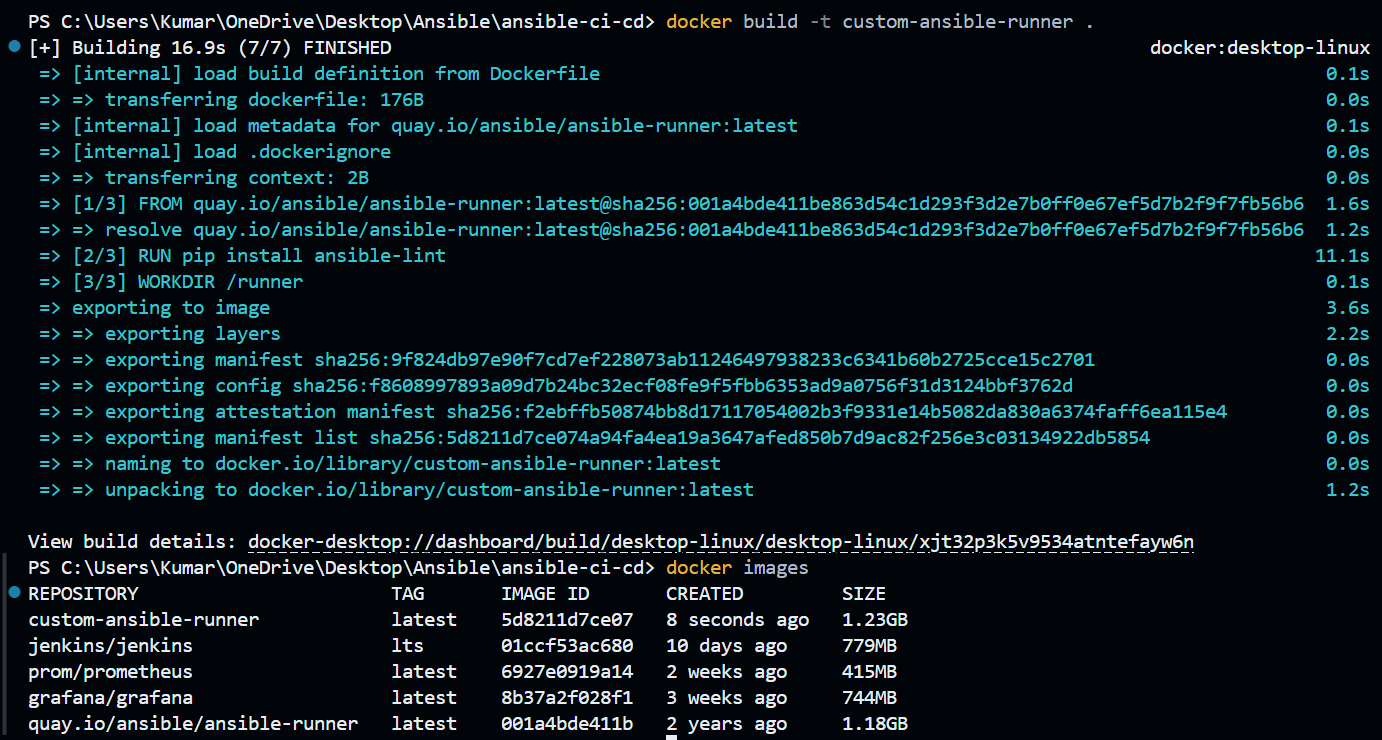 PS C:\Users\Kumar\OneDrive\Desktop\Ansible\ansible-ci-cd> docker build -t custom-ansible-runner .
[+] Building 16.9s (7/7) FINISHED docker:desktop-linux
=> [internal] load build definition from Dockerfile 0.1s
=> => transferring dockerfile: 176B 0.0s
=> [internal] load metadata for quay.io/ansible/ansible-runner:latest 0.1s
=> [internal] load .dockerignore 0.0s
=> => transferring context: 2B 0.0s
=> [1/3] FROM quay.io/ansible/ansible-runner:latest@sha256:001a4bde411be863d54c1d293f3d2e7b0ff0e67ef5d7b2f9f7fb56b6 1.6s
=> => resolve quay.io/ansible/ansible-runner:latest@sha256:001a4bde411be863d54c1d293f3d2e7b0ff0e67ef5d7b2f9f7fb56b6 1.2s
=> [2/3] RUN pip install ansible-lint 11.1s
=> [3/3] WORKDIR /runner 0.1s
=> exporting to image 3.6s
=> => exporting layers 2.2s
=> => exporting manifest sha256:9f824db97e90f7cd7ef228073ab11246497938233c6341b60b2725cce15c2701 0.0s
=> => exporting config sha256:f8608997893a09d7b24bc32ecf08fe9f5fbb6353ad9a0756f31d3124bbf3762d 0.0s
=> => exporting attestation manifest sha256:f2ebffb50874bb8d17117054002b3f9331e14b5082da830a6374faff6ea115e4 0.0s
=> => exporting manifest list sha256:5d8211d7ce074a94fa4ea19a3647afed850b7d9ac82f256e3c03134922db5854 0.0s
=> => naming to docker.io/library/custom-ansible-runner:latest 0.0s
=> => unpacking to docker.io/library/custom-ansible-runner:latest 1.2s
View build details: docker-desktop://dashboard/build/desktop-linux/desktop-linux/xjt32p3k5v9534atntefayw6n
PS C:\Users\Kumar\OneDrive\Desktop\Ansible\ansible-ci-cd> docker images
REPOSITORY TAG IMAGE ID CREATED SIZE
custom-ansible-runner latest 5d8211d7ce07 8 seconds ago 1.23GB
jenkins/jenkins lts 01ccf53ac680 10 days ago 779MB
prom/prometheus latest 6927e0919a14 2 weeks ago 415MB
grafana/grafana latest 8b37a2f028f1 3 weeks ago 744MB
quay.io/ansible/ansible-runner latest 001a4bde411b 2 years ago 1.18GB